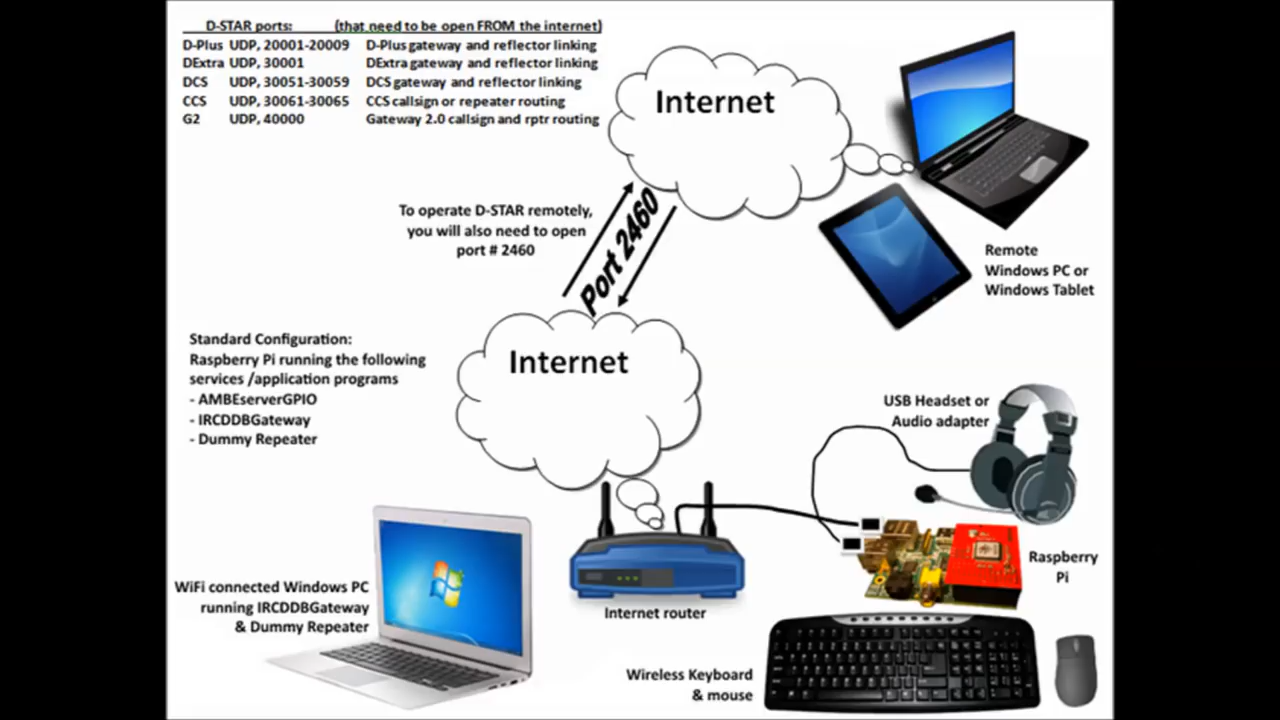 D-STAR ports: (that need to be open FROM the internet)
D-Plus UDP, 20001-20009 D-Plus gateway and reflector linking
DExtra UDP, 30001 DExtra gateway and reflector linking
DCS UDP, 30051-30059 DCS gateway and reflector linking
CCS UDP, 30061-30065 CCS callsign or repeater routing
G2 UDP, 40000 Gateway 2.0 callsign and rptr routing
Internet
To operate D-STAR remotely,
you will also need to open
port # 2460
Port 2460
Remote
Windows PC or
Windows Tablet
Standard Configuration:
Raspberry Pi running the following
services /application programs
- AMBEserverGPIO
- IRCDDBGateway
- Dummy Repeater
Internet
USB Headset or
Audio adapter
WiFi connected Windows PC
running IRCDDBGateway
& Dummy Repeater
Internet router
Raspberry
Pi
Wireless Keyboard
& mouse